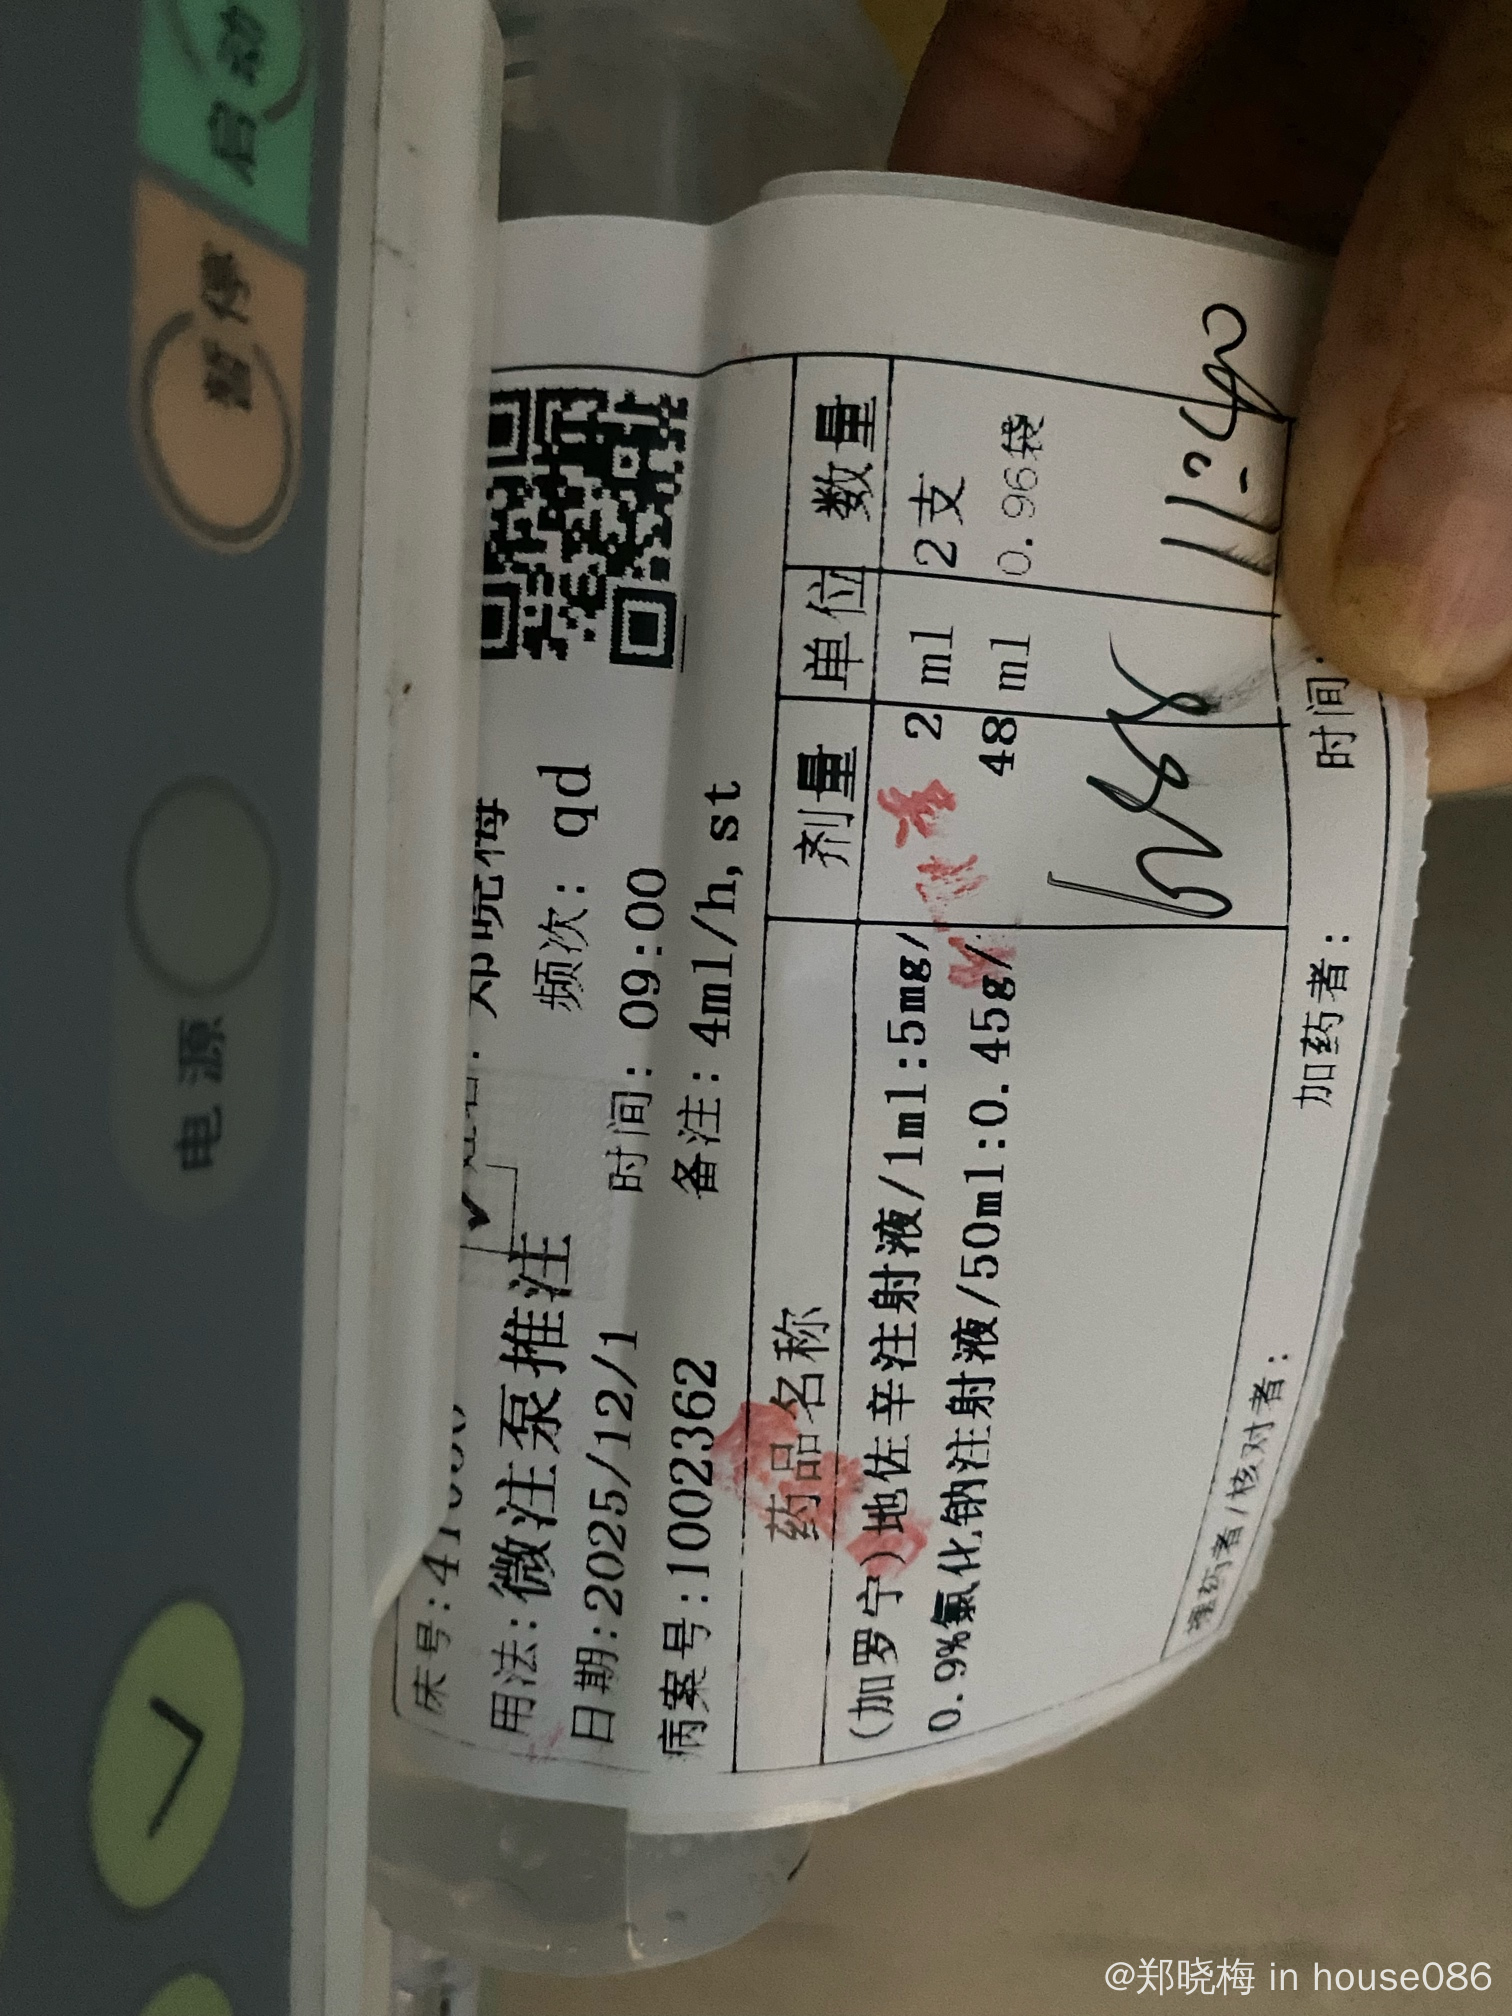 启动
暂停
电源
床号:
用法:微注泵推注 频次: qd
日期:2025/12/1 时间: 09:00
病案号:1002362 备注: 4ml/h,st
药品名称 剂量 单位 数量
(加罗宁)地佐辛注射液/1ml:5mg/ 2 ml 2支
0.9%氯化钠注射液/50ml:0.45g/ 48 ml 0.96袋
摆药者/核对者: 加药者: 时间:
@郑晓梅 in house086